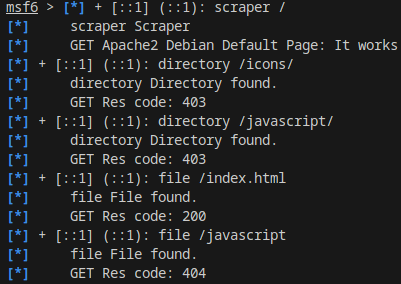 msf6 > [*] + [::1] (::1): scraper /
[*]     scraper Scraper
[*]     GET Apache2 Debian Default Page: It works
[*] + [::1] (::1): directory /icons/
[*]     directory Directory found.
[*]     GET Res code: 403
[*] + [::1] (::1): directory /javascript/
[*]     directory Directory found.
[*]     GET Res code: 403
[*] + [::1] (::1): file /index.html
[*]     file File found.
[*]     GET Res code: 200
[*] + [::1] (::1): file /javascript
[*]     file File found.
[*]     GET Res code: 404